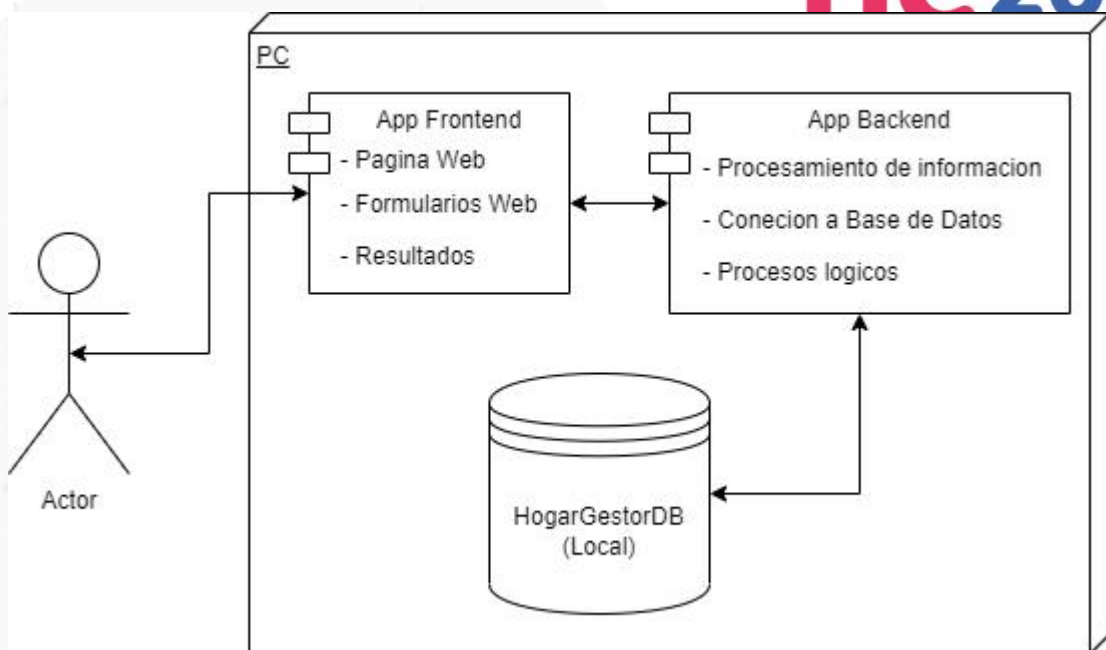 PC
App Frontend
- Pagina Web
- Formularios Web
- Resultados
App Backend
- Procesamiento de informacion
- Conecion a Base de Datos
- Procesos logicos
HogarGestorDB
(Local)
Actor